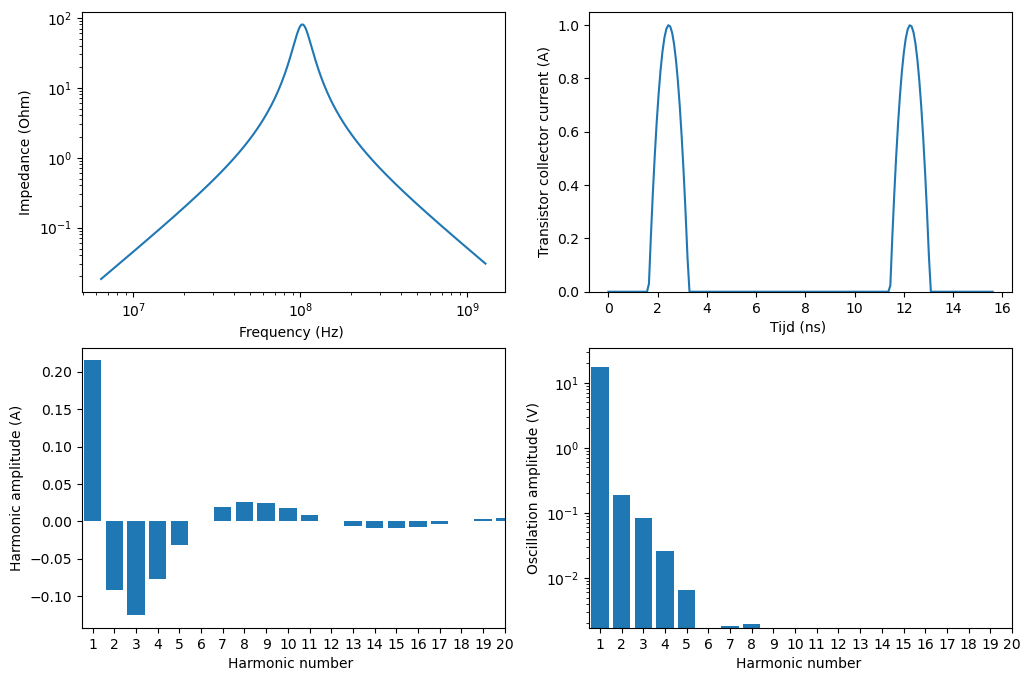 Impedance (Ohm)
10²
10¹
10⁰
10⁻¹
10⁷ 10⁸ 10⁹
Frequency (Hz)
Transistor collector current (A)
1.0
0.8
0.6
0.4
0.2
0.0
0 2 4 6 8 10 12 14 16
Tijd (ns)
Harmonic amplitude (A)
0.20
0.15
0.10
0.05
0.00
−0.05
−0.10
1 2 3 4 5 6 7 8 9 10 11 12 13 14 15 16 17 18 19 20
Harmonic number
Oscillation amplitude (V)
10¹
10⁰
10⁻¹
10⁻²
1 2 3 4 5 6 7 8 9 10 11 12 13 14 15 16 17 18 19 20
Harmonic number